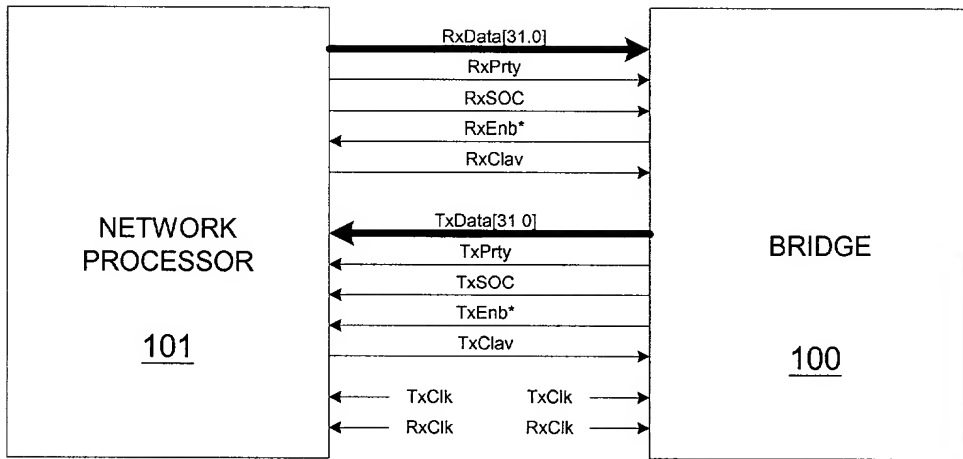 RxData[31.0]
RxPrty
RxSOC
RxEnb*
RxClav
TxData[31 0]
TxPrty
TxSOC
TxEnb*
TxClav
TxClk TxClk
RxClk RxClk
NETWORK
PROCESSOR
101
BRIDGE
100